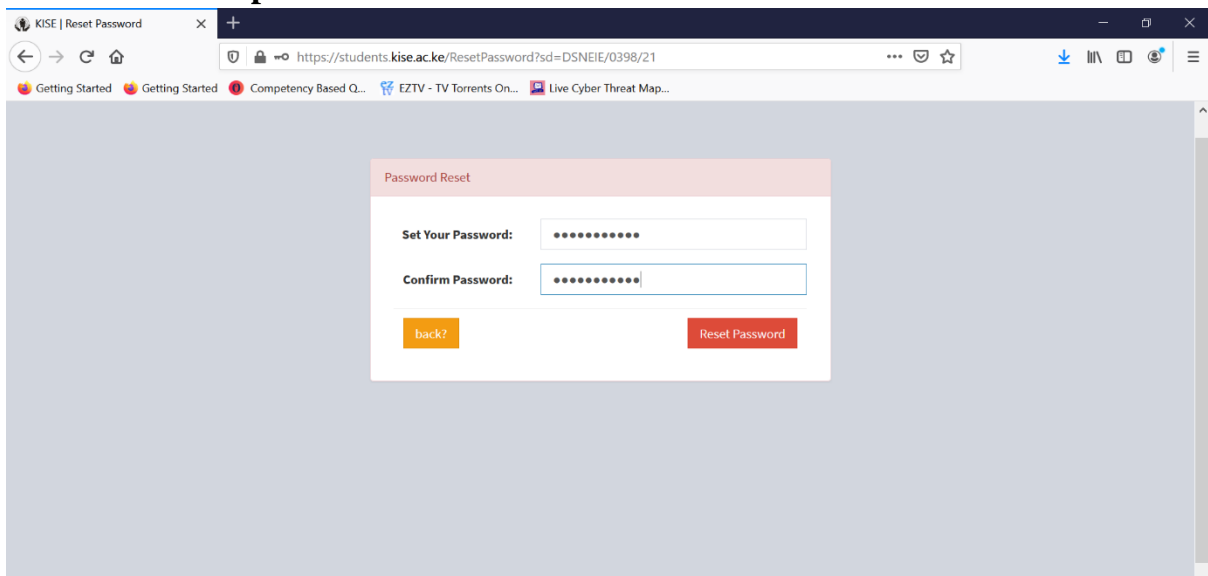 KISE | Reset Password
https://students.kise.ac.ke/ResetPassword?sd=DSNEIE/0398/21
Getting Started Getting Started Competency Based Q... EZTV - TV Torrents On... Live Cyber Threat Map...
Password Reset
Set Your Password: •••••••••••
Confirm Password: •••••••••••
back? Reset Password